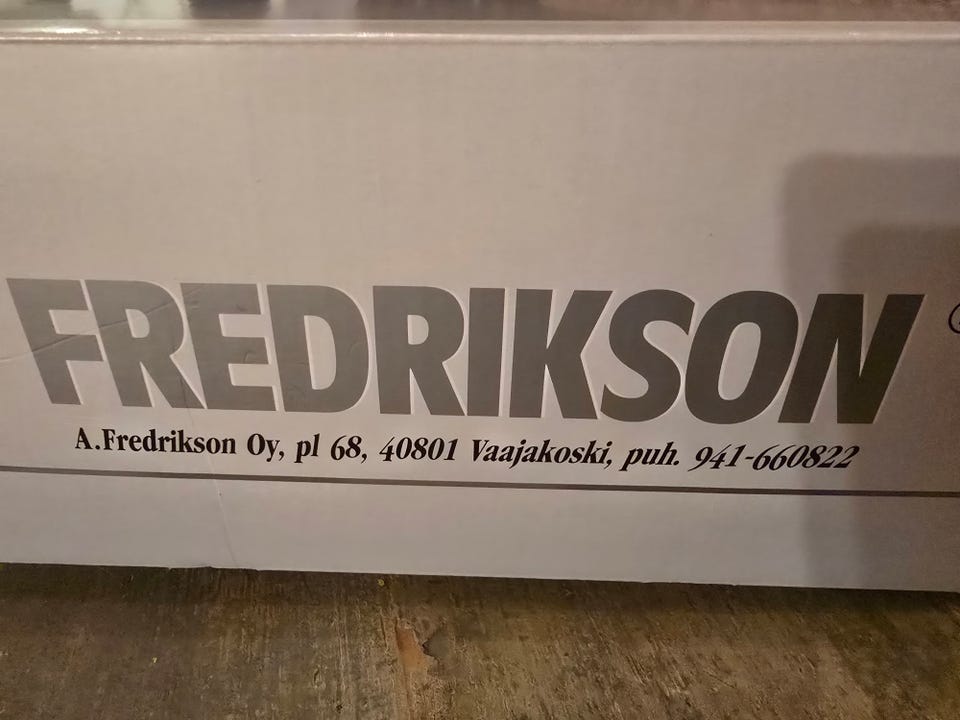 FREDRIKSON
A.Fredrikson Oy, pl 68, 40801 Vaajakoski, puh. 941-660822